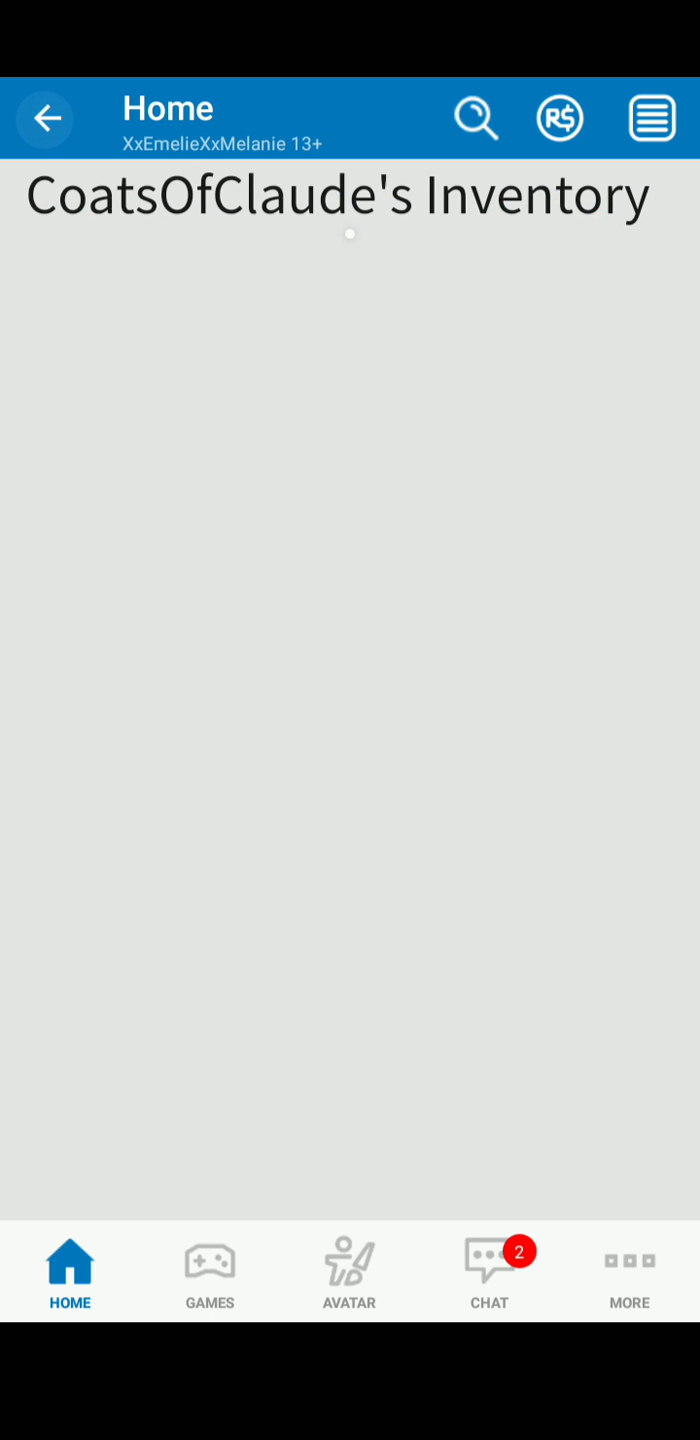 Home
XxEmelieXxMelanie 13+
R$
CoatsOfClaude's Inventory
2
HOME
GAMES
AVATAR
CHAT
MORE